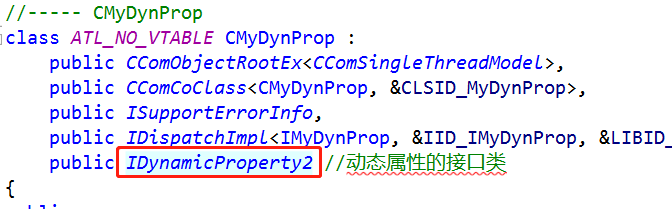 //----- CMyDynProp
class ATL_NO_VTABLE CMyDynProp :
public CComObjectRootEx<CComSingleThreadModel>,
public CComCoClass<CMyDynProp, &CLSID_MyDynProp>,
public ISupportErrorInfo,
public IDispatchImpl<IMyDynProp, &IID_IMyDynProp, &LIBID_
public IDynamicProperty2 //动态属性的接口类
{